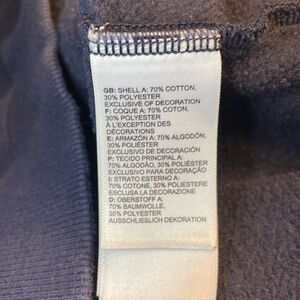 GB: SHELL A: 70% COTTON,
30% POLYESTER
EXCLUSIVE OF DECORATION
F: COQUE A: 70% COTON,
30% POLYESTER
À L'EXCEPTION DES
DÉCORATIONS
E: ARMAZÓN A: 70% ALGODÓN,
30% POLIÉSTER
EXCLUSIVO DE DECORACIÓN
P: TECIDO PRINCIPAL A:
70% ALGODÃO, 30% POLIÉSTER
EXCLUSIVO DE DECORAÇÃO
I: STRATO ESTERNO A:
70% COTONE, 30% POLIESTERE
ESCLUSA LA DECORAZIONE
D: OBERSTOFF A:
70% BAUMWOLLE,
30% POLYESTER
AUSSCHLIESSLICH DEKORATION